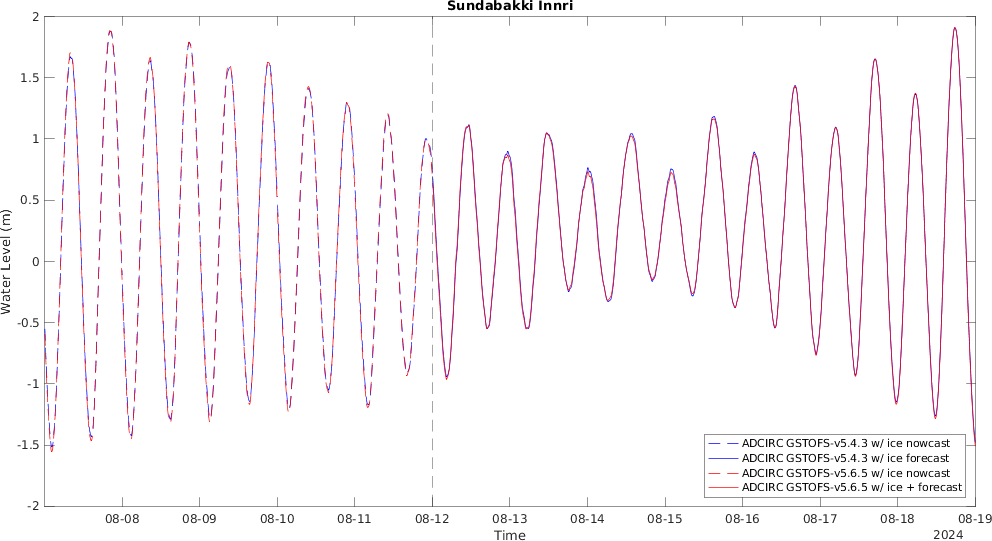 Sundabakki Innri
2
1.5
1
0.5
0
-0.5
-1
-1.5
-2
Water Level (m)
08-08 08-09 08-10 08-11 08-12 08-13 08-14 08-15 08-16 08-17 08-18 08-19
Time
2024
ADCIRC GSTOFS-v5.4.3 w/ ice nowcast
ADCIRC GSTOFS-v5.4.3 w/ ice forecast
ADCIRC GSTOFS-v5.6.5 w/ ice nowcast
ADCIRC GSTOFS-v5.6.5 w/ ice + forecast